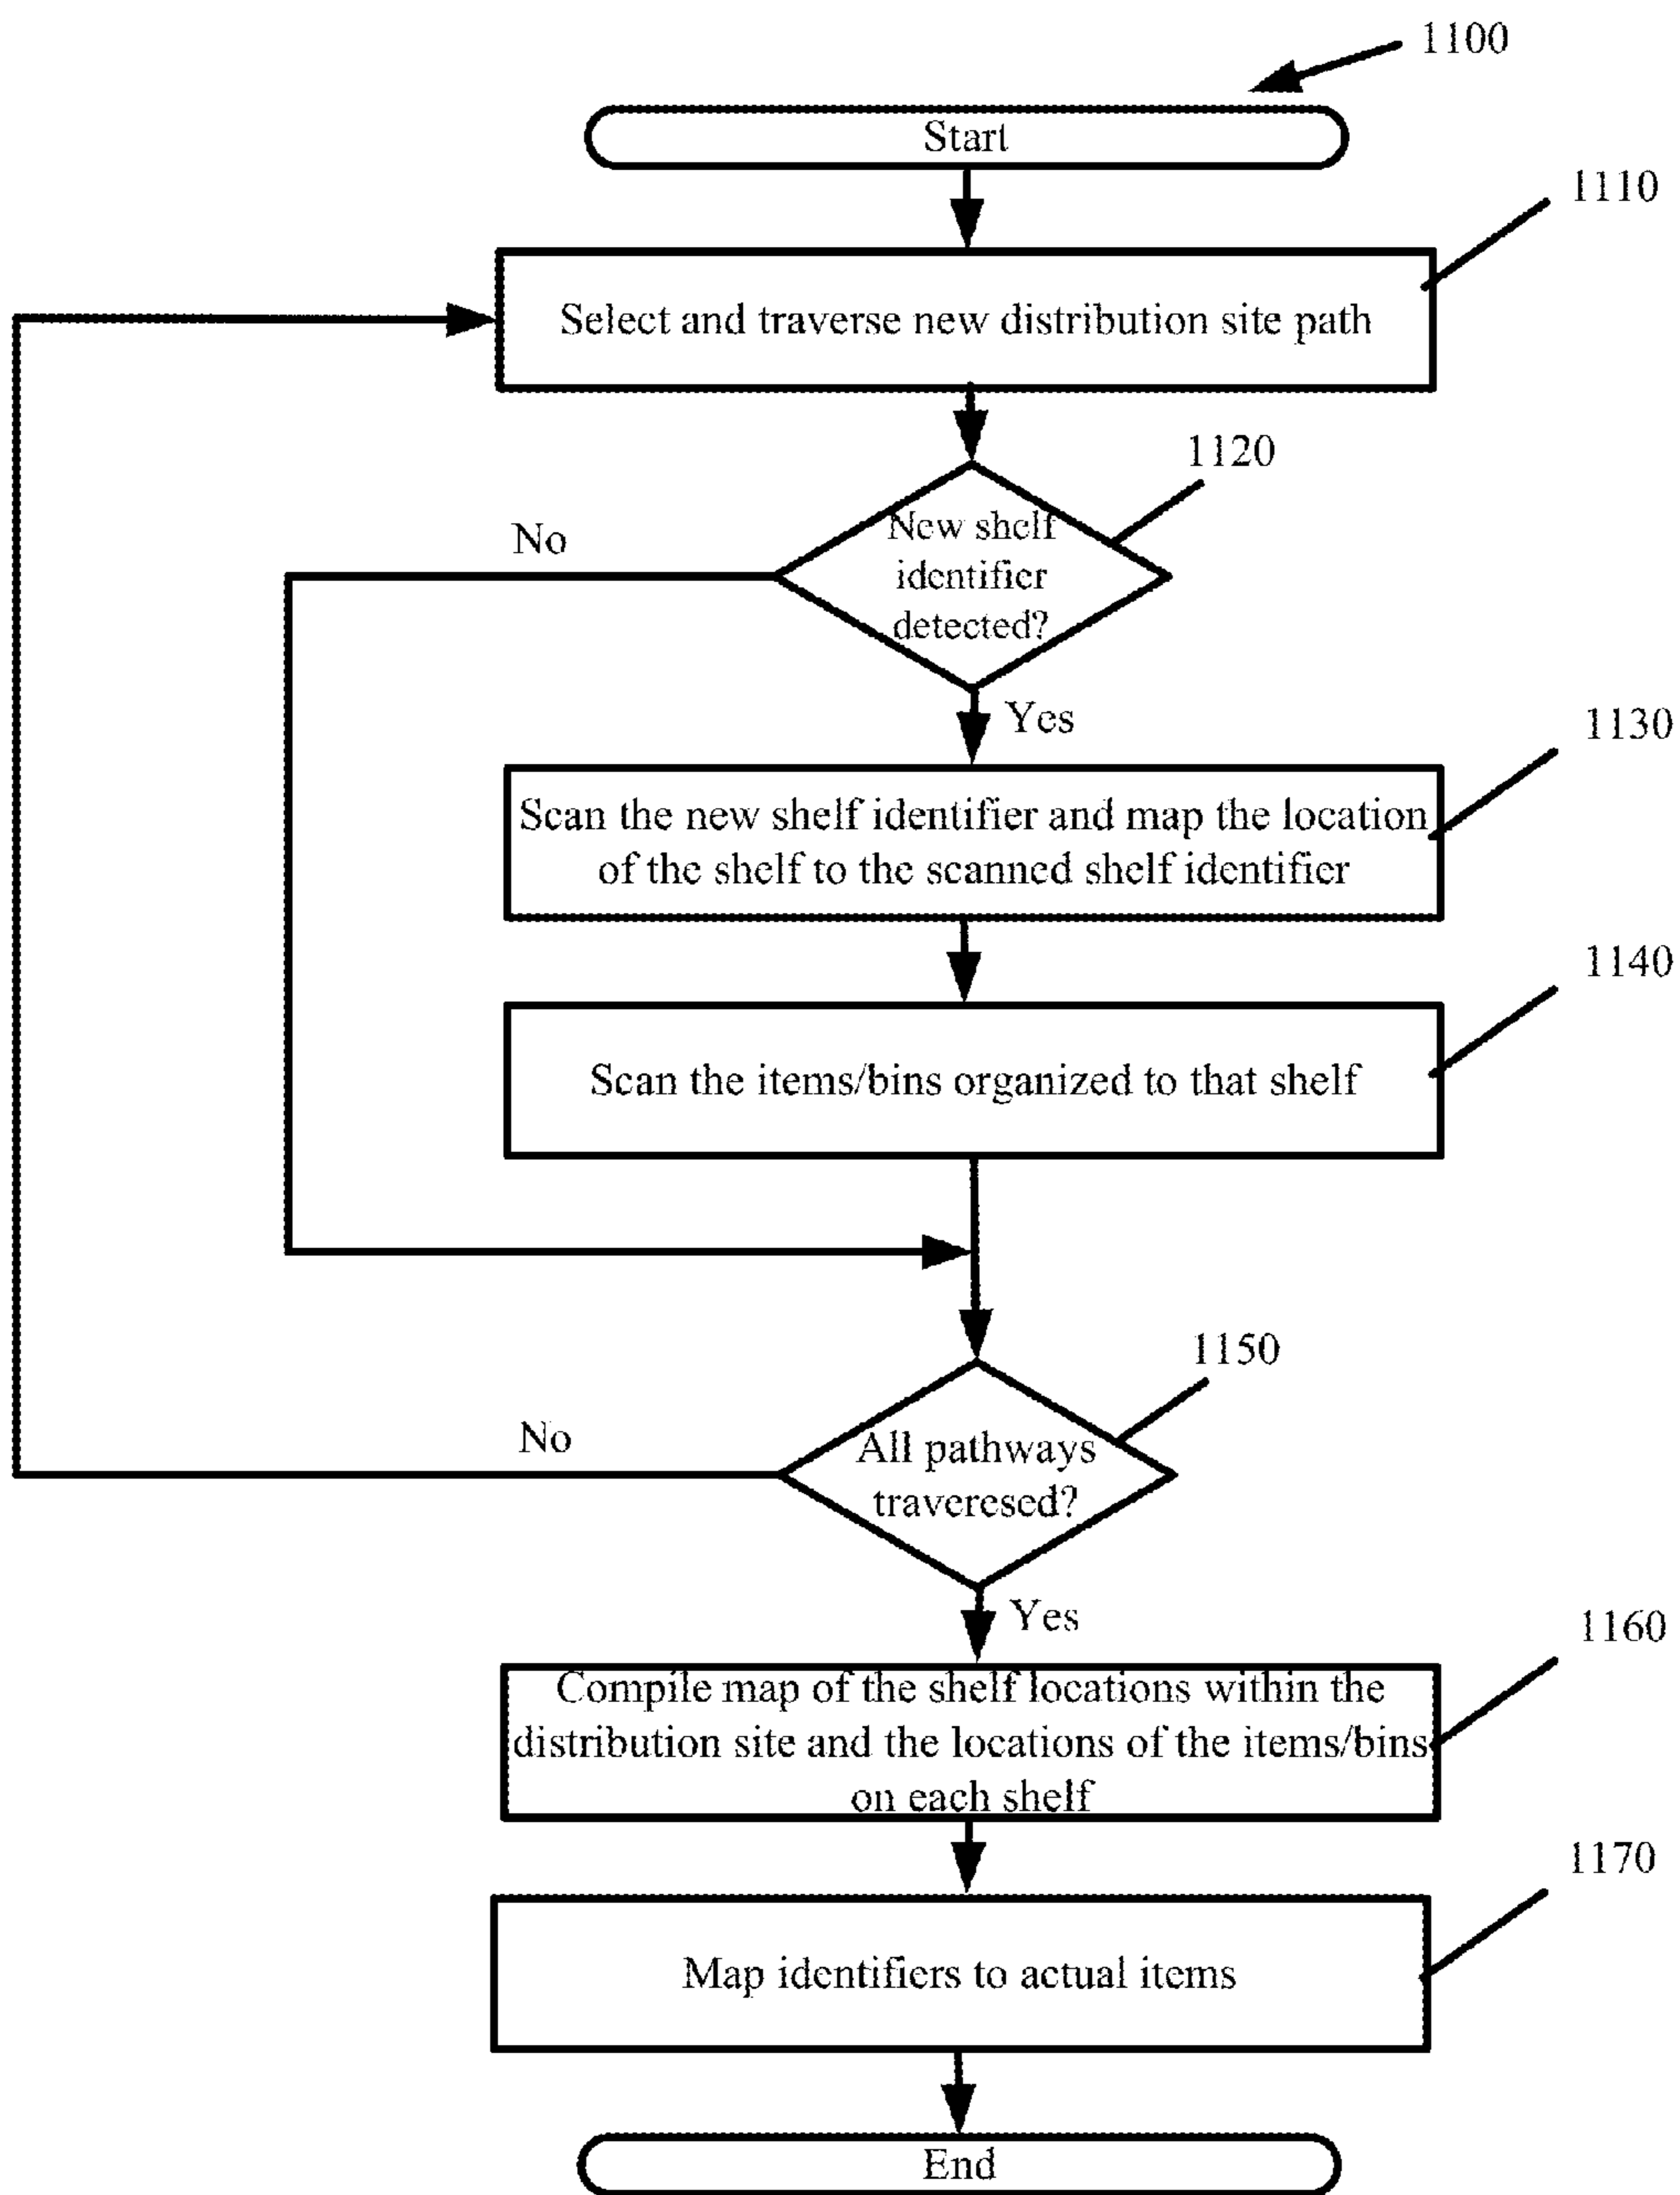 1100
Start
1110
Select and traverse new distribution site path
1120
New shelf
identifier
detected?
No
Yes
1130
Scan the new shelf identifier and map the location
of the shelf to the scanned shelf identifier
1140
Scan the items/bins organized to that shelf
1150
All pathways
traveresed?
No
Yes
1160
Compile map of the shelf locations within the
distribution site and the locations of the items/bins
on each shelf
1170
Map identifiers to actual items
End